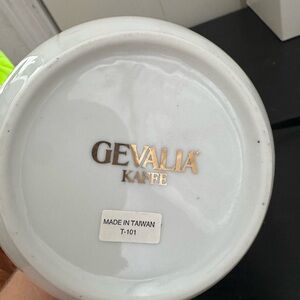 GEVALIA
KAFFE
MADE IN TAIWAN
T-101